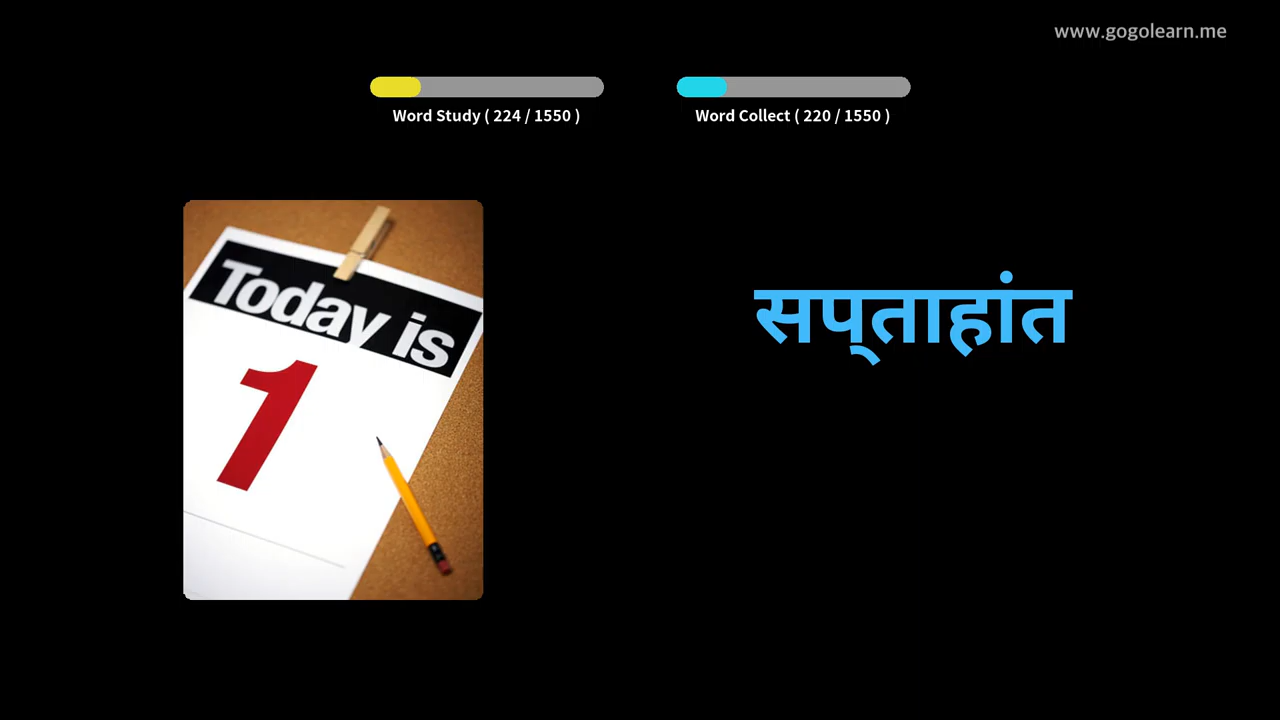 www.gogolearn.me
Word Study ( 224 / 1550 )
Word Collect ( 220 / 1550 )
Today is
1
सप्ताहांत